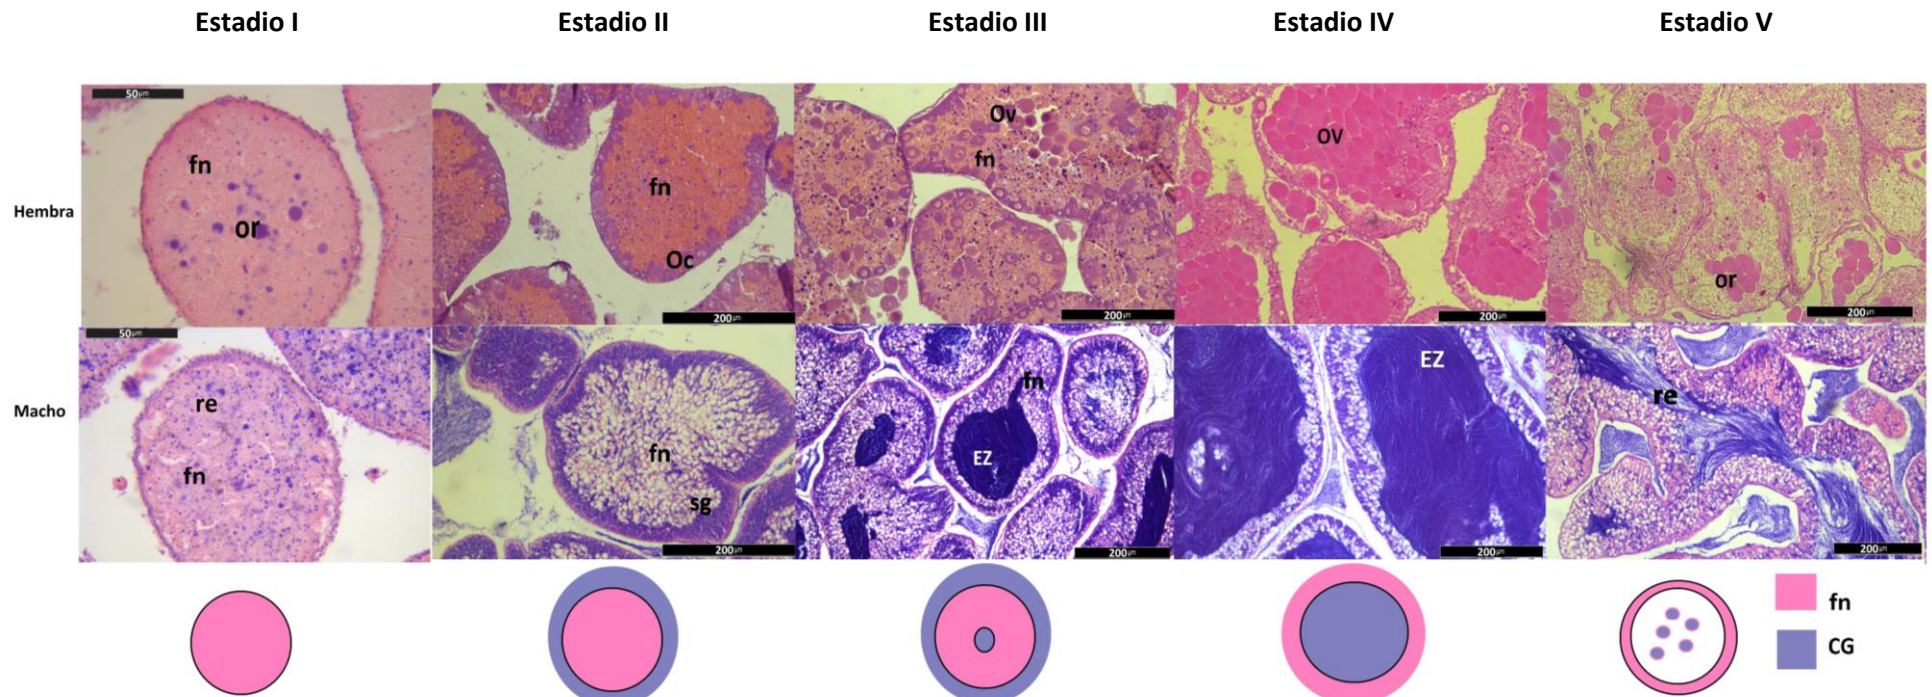 Estadio I Estadio II Estadio III Estadio IV Estadio V
Hembra
50µm
fn
or
fn
Oc
200µm
Ov
fn
200µm
OV
200µm
or
200µm
Macho
50µm
re
fn
fn
sg
200µm
fn
EZ
200µm
EZ
200µm
re
200µm
fn
CG